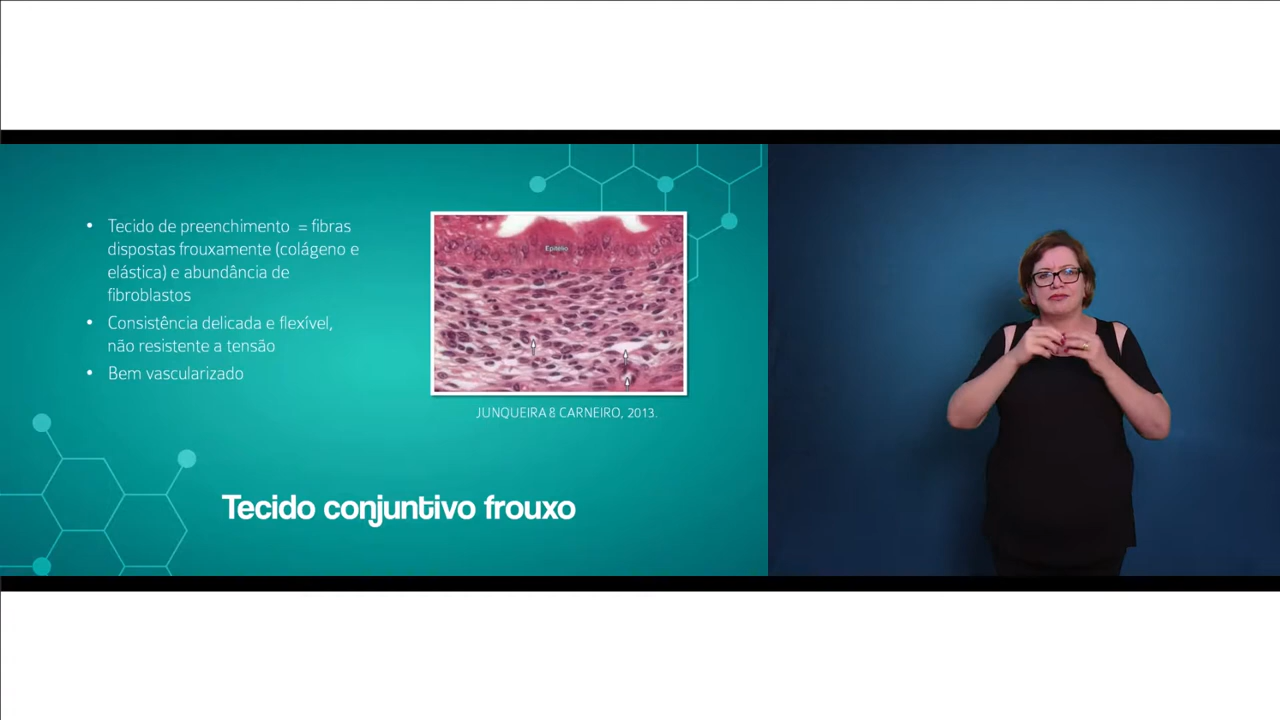 • Tecido de preenchimento = fibras
dispostas frouxamente (colágeno e
elástica) e abundância de
fibroblastos
• Consistência delicada e flexível,
não resistente a tensão
• Bem vascularizado
Epitélio
JUNQUEIRA & CARNEIRO, 2013.
Tecido conjuntivo frouxo